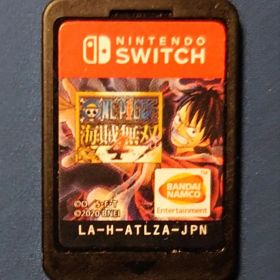 NINTENDO
SWITCH
ONE PIECE
海賊無双
4
BANDAI
NAMCO
Entertainment
©2020 BNEI
LA-H-ATLZA-JPN